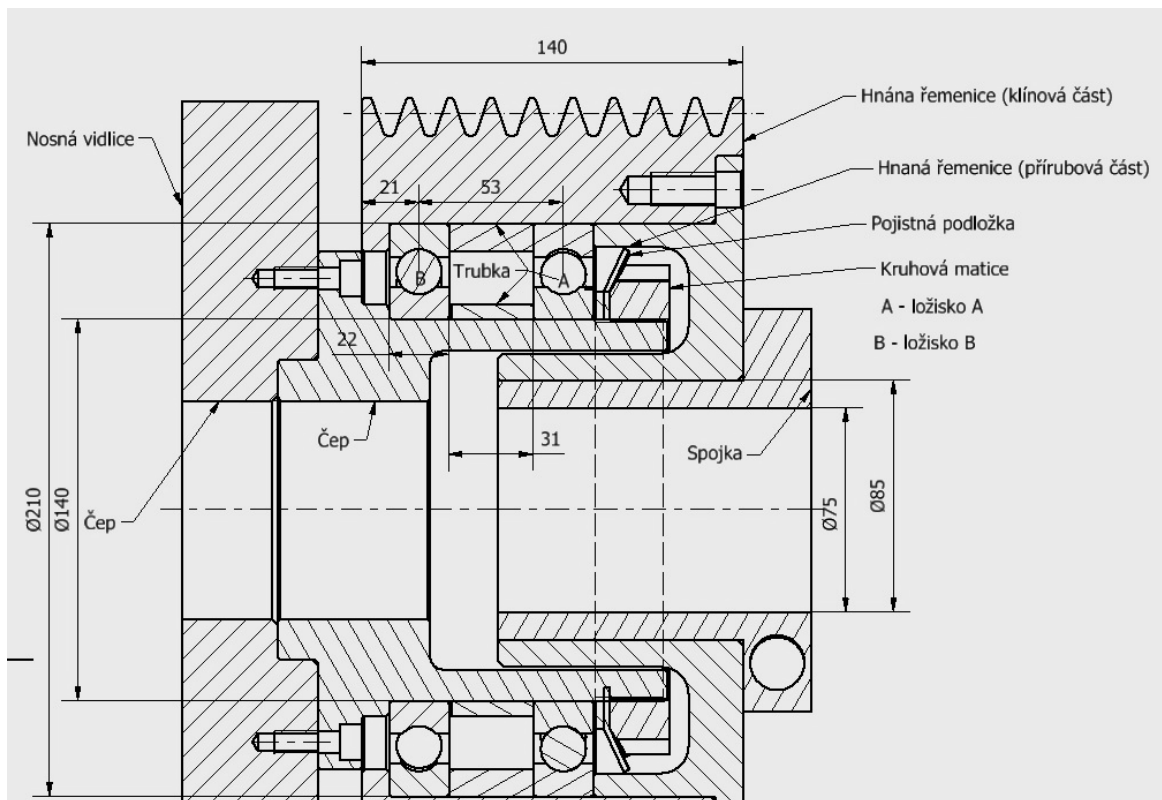 140
Hnána řemenice (klínová část)
Nosná vidlice
Hnaná řemenice (přírubová část)
21
53
Pojistná podložka
Trubka
B
A
Kruhová matice
A - ložisko A
22
B - ložisko B
Čep
31
Spojka
Čep
Ø210
Ø140
Ø75
Ø85